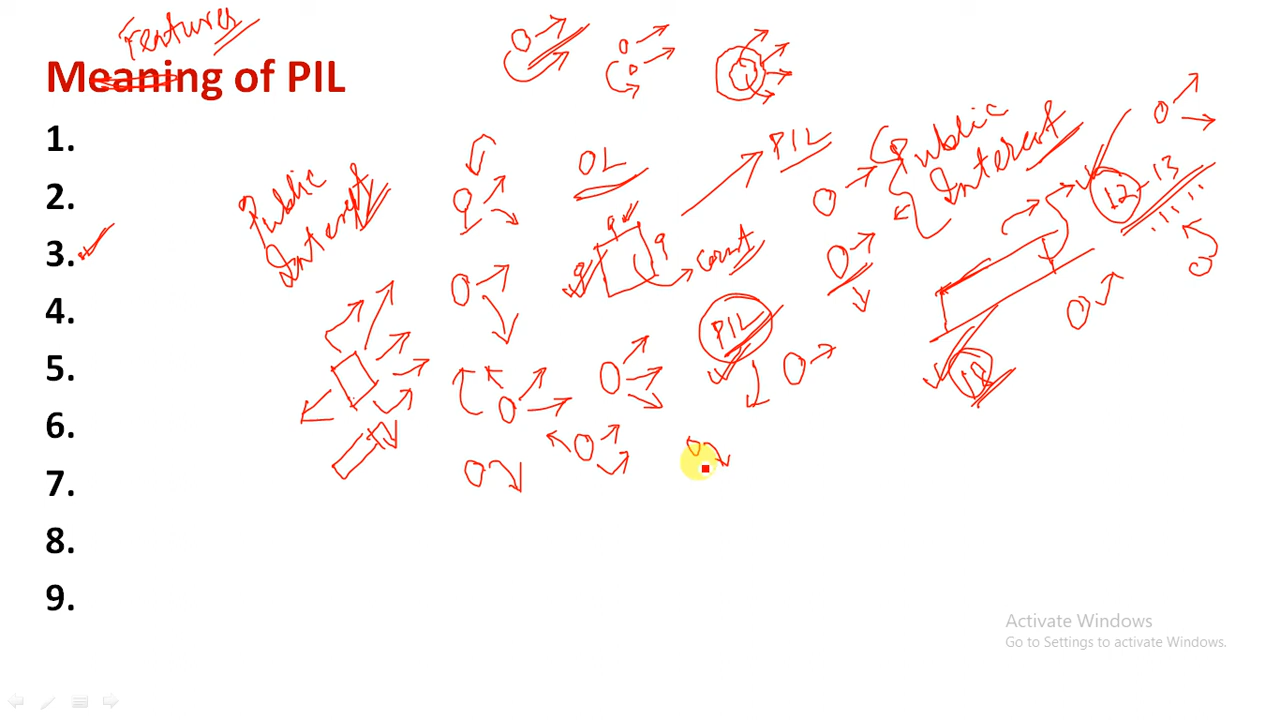 Features
Meaning of PIL
1.
2.
3.
4.
5.
6.
7.
8.
9.
Public
Interest
OL
PIL
Court
PIL
Public
Interest
12-13
18
Activate Windows
Go to Settings to activate Windows.